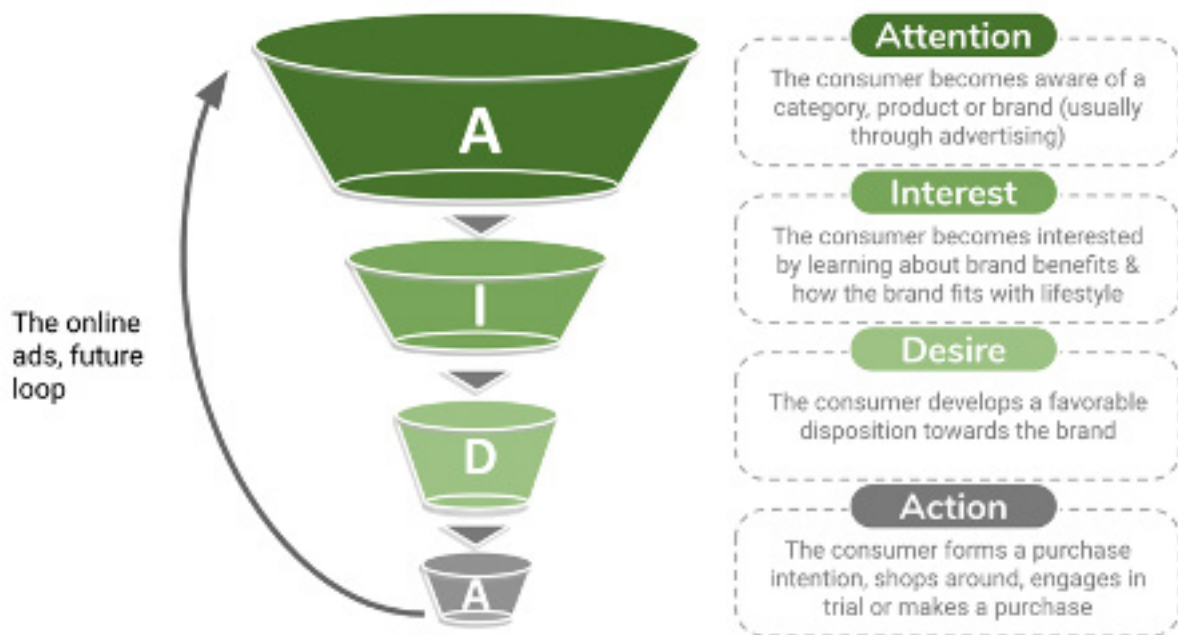 Attention
The consumer becomes aware of a
category, product or brand (usually
through advertising)
A
Interest
The consumer becomes interested
by learning about brand benefits &
how the brand fits with lifestyle
I
The online
ads, future
loop
Desire
The consumer develops a favorable
disposition towards the brand
D
Action
The consumer forms a purchase
intention, shops around, engages in
trial or makes a purchase
A